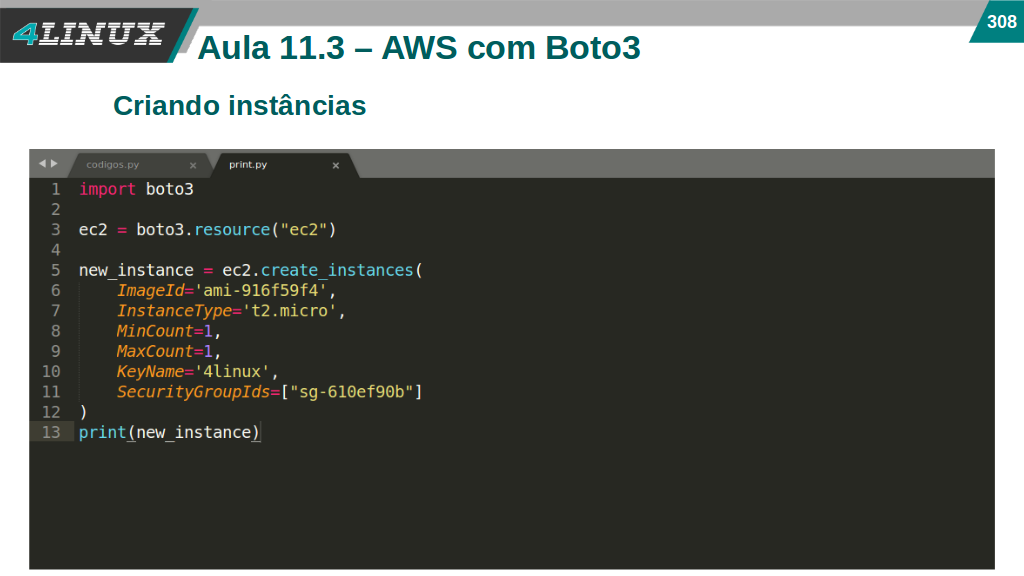 4LINUX
308
Aula 11.3 – AWS com Boto3
Criando instâncias
codigos.py × print.py ×
1 import boto3
2
3 ec2 = boto3.resource("ec2")
4
5 new_instance = ec2.create_instances(
6     ImageId='ami-916f59f4',
7     InstanceType='t2.micro',
8     MinCount=1,
9     MaxCount=1,
10     KeyName='4linux',
11     SecurityGroupIds=["sg-610ef90b"]
12 )
13 print(new_instance)